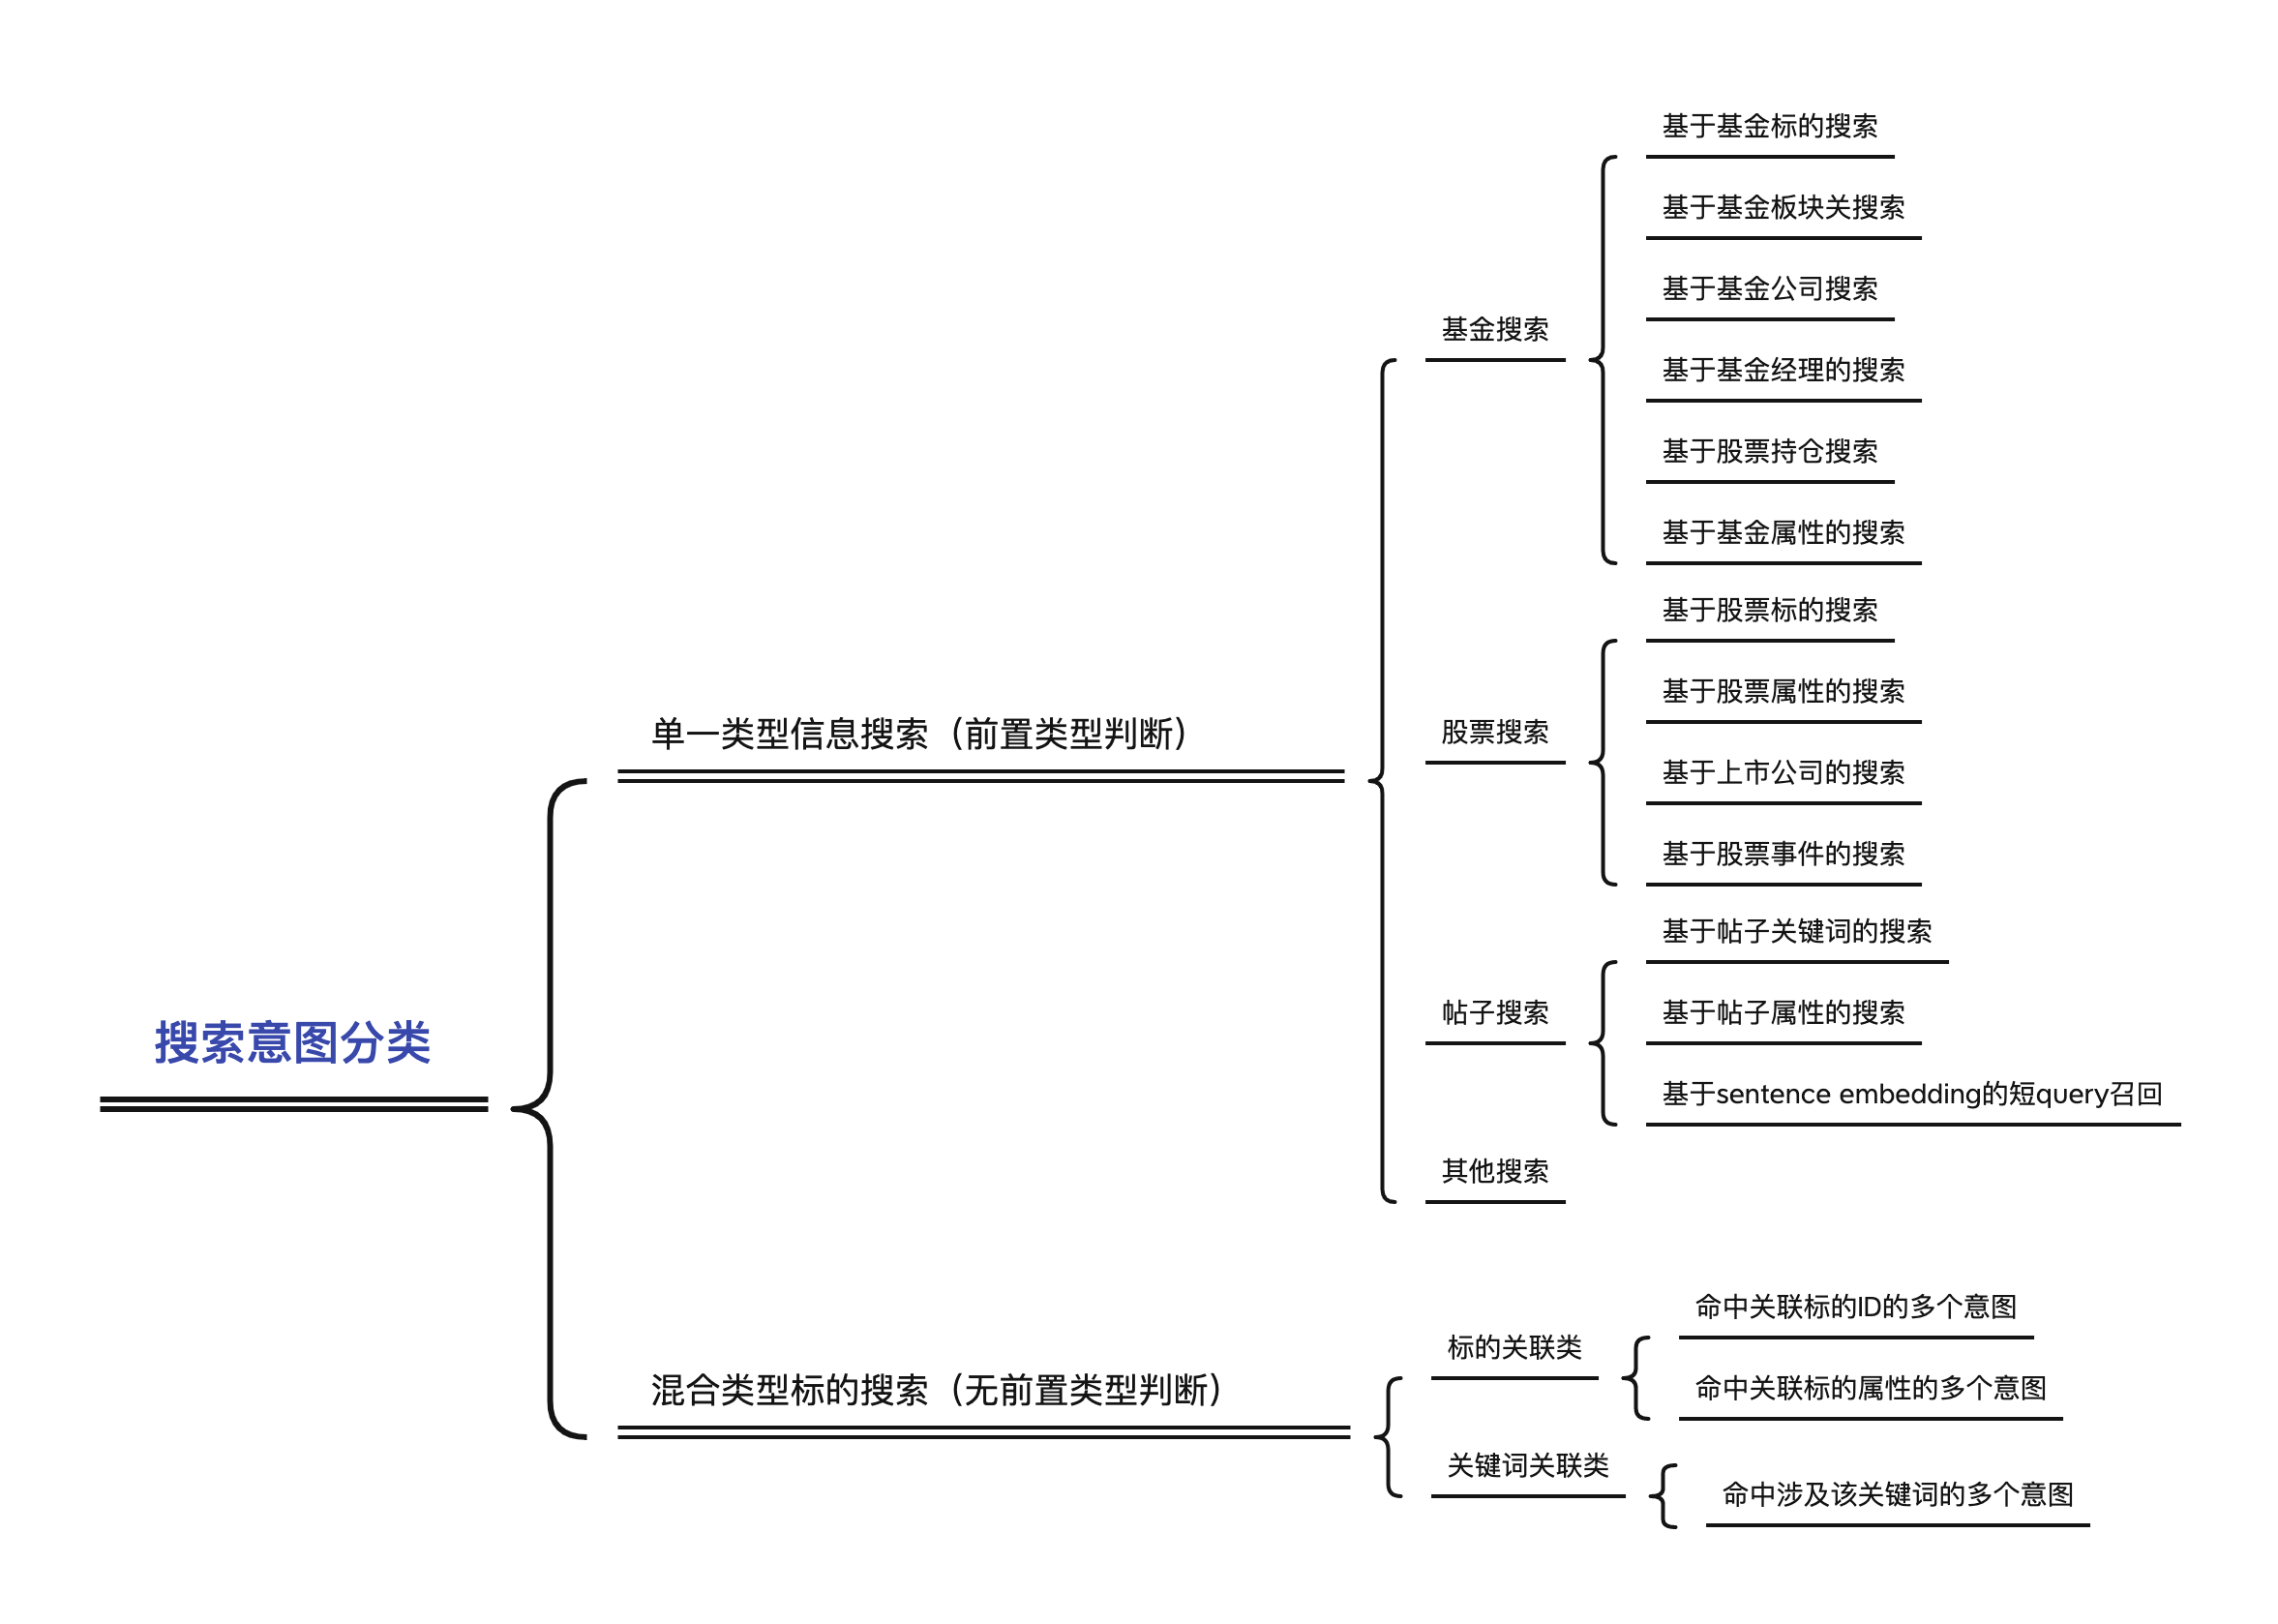 搜索意图分类
单一类型信息搜索（前置类型判断）
基金搜索
基于基金标的搜索
基于基金板块关搜索
基于基金公司搜索
基于基金经理的搜索
基于股票持仓搜索
基于基金属性的搜索
股票搜索
基于股票标的搜索
基于股票属性的搜索
基于上市公司的搜索
基于股票事件的搜索
帖子搜索
基于帖子关键词的搜索
基于帖子属性的搜索
基于sentence embedding的短query召回
其他搜索
混合类型标的搜索（无前置类型判断）
标的关联类
命中关联标的ID的多个意图
命中关联标的属性的多个意图
关键词关联类
命中涉及该关键词的多个意图